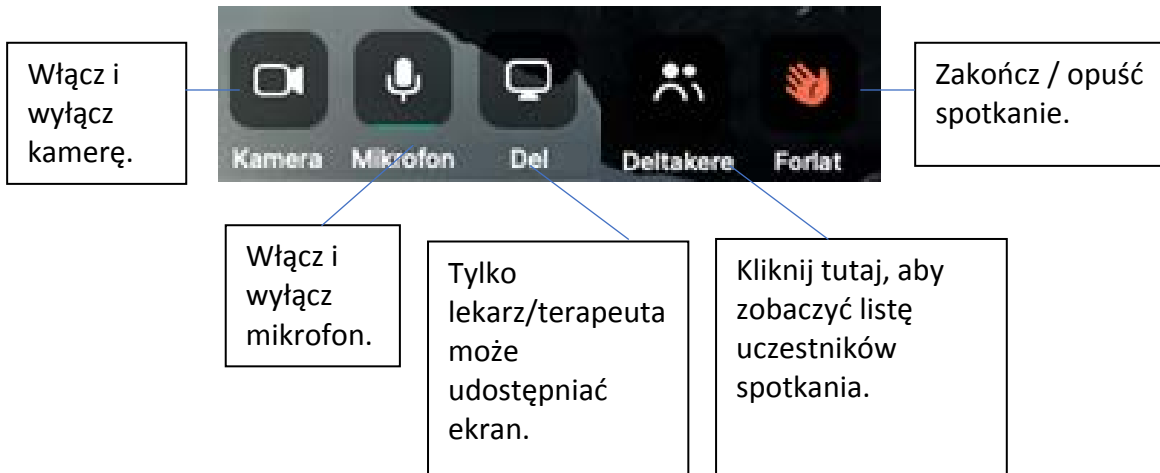 Włącz i
wyłącz
kamerę.
Kamera Mikrofon Del Deltakere Forlat
Zakończ / opuść
spotkanie.
Włącz i
wyłącz
mikrofon.
Tylko
lekarz/terapeuta
może
udostępniać
ekran.
Kliknij tutaj, aby
zobaczyć listę
uczestników
spotkania.